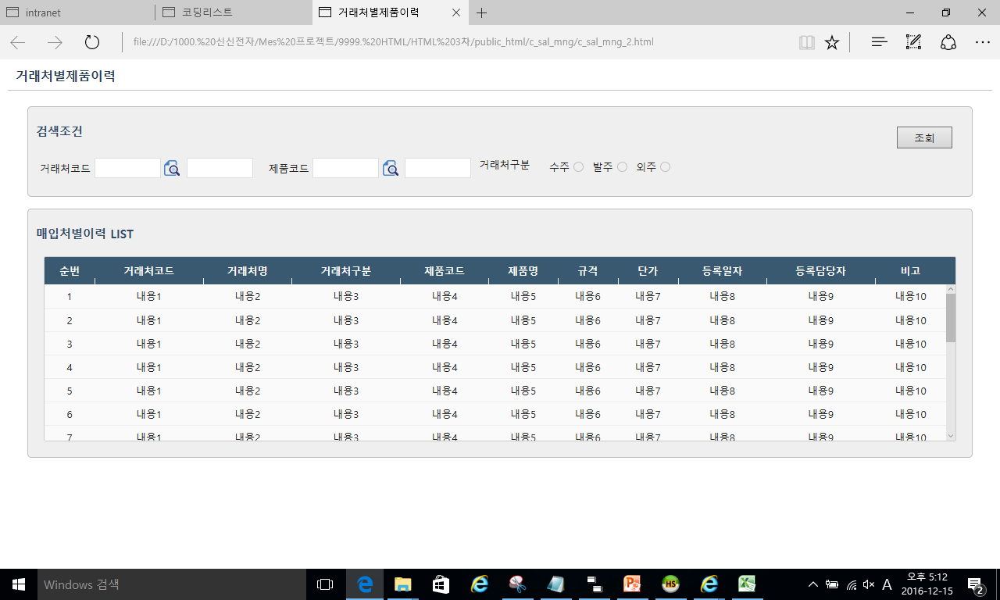 intranet 코딩리스트 거래처별제품이력
file:///D:/1000.%20신신전자/Mes%20프로젝트/9999.%20HTML/HTML%203차/public_html/c_sal_mng/c_sal_mng_2.html
거래처별제품이력
검색조건
조회
거래처코드 제품코드 거래처구분 수주 발주 외주
매입처별이력 LIST
순번 거래처코드 거래처명 거래처구분 제품코드 제품명 규격 단가 등록일자 등록담당자 비고
1 내용1 내용2 내용3 내용4 내용5 내용6 내용7 내용8 내용9 내용10
2 내용1 내용2 내용3 내용4 내용5 내용6 내용7 내용8 내용9 내용10
3 내용1 내용2 내용3 내용4 내용5 내용6 내용7 내용8 내용9 내용10
4 내용1 내용2 내용3 내용4 내용5 내용6 내용7 내용8 내용9 내용10
5 내용1 내용2 내용3 내용4 내용5 내용6 내용7 내용8 내용9 내용10
6 내용1 내용2 내용3 내용4 내용5 내용6 내용7 내용8 내용9 내용10
7 내용1 내용2 내용3 내용4 내용5 내용6 내용7 내용8 내용9 내용10
Windows 검색
HS
A
오후 5:12
2016-12-15
2